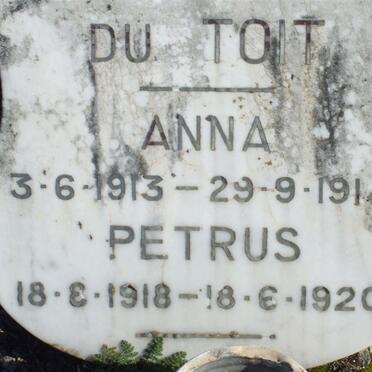 DU TOIT
ANNA
3-6-1913-29-9-191
PETRUS
18-8-1918-18-6-1920